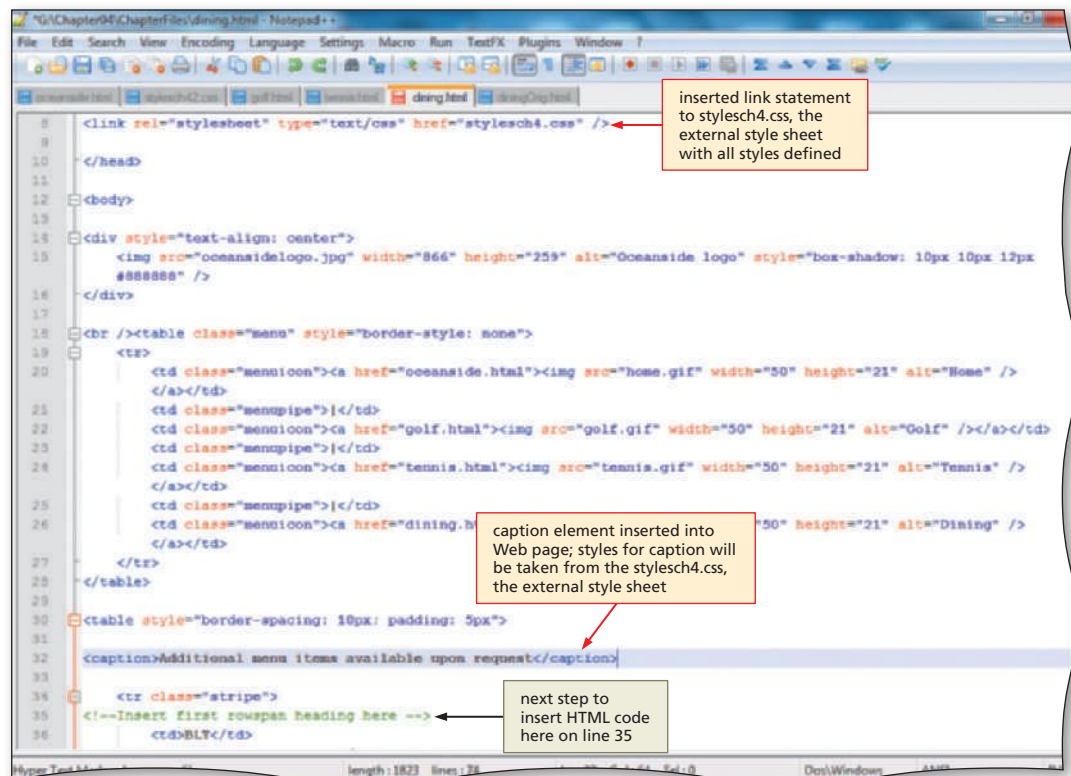 *G:\Chapter04\ChapterFiles\dining.html - Notepad++
File Edit Search View Encoding Language Settings Macro Run TextFX Plugins Window ?
oceanside.html stylesch42.css golf.html tennis.html dining.html diningOrig.html
8 <link rel="stylesheet" type="text/css" href="stylesch4.css" />
inserted link statement
to stylesch4.css, the
external style sheet
with all styles defined
9
10 </head>
11
12 <body>
13
14 <div style="text-align: center">
15 <img src="oceansidelogo.jpg" width="866" height="259" alt="Oceanside logo" style="box-shadow: 10px 10px 12px
#888888" />
16 </div>
17
18 <br /><table class="menu" style="border-style: none">
19 <tr>
20 <td class="menuicon"><a href="oceanside.html"><img src="home.gif" width="50" height="21" alt="Home" />
</a></td>
21 <td class="menupipe">|</td>
22 <td class="menuicon"><a href="golf.html"><img src="golf.gif" width="50" height="21" alt="Golf" /></a></td>
23 <td class="menupipe">|</td>
24 <td class="menuicon"><a href="tennis.html"><img src="tennis.gif" width="50" height="21" alt="Tennis" />
</a></td>
25 <td class="menupipe">|</td>
26 <td class="menuicon"><a href="dining.h "50" height="21" alt="Dining" />
</a></td>
caption element inserted into
Web page; styles for caption will
be taken from the stylesch4.css,
the external style sheet
27 </tr>
28 </table>
29
30 <table style="border-spacing: 10px; padding: 5px">
31
32 <caption>Additional menu items available upon request</caption>
33
34 <tr class="stripe">
35 <!--Insert first rowspan heading here -->
36 <td>BLT</td>
next step to
insert HTML code
here on line 35
length : 1823 lines : 74 Sel : 0 Dos\Windows